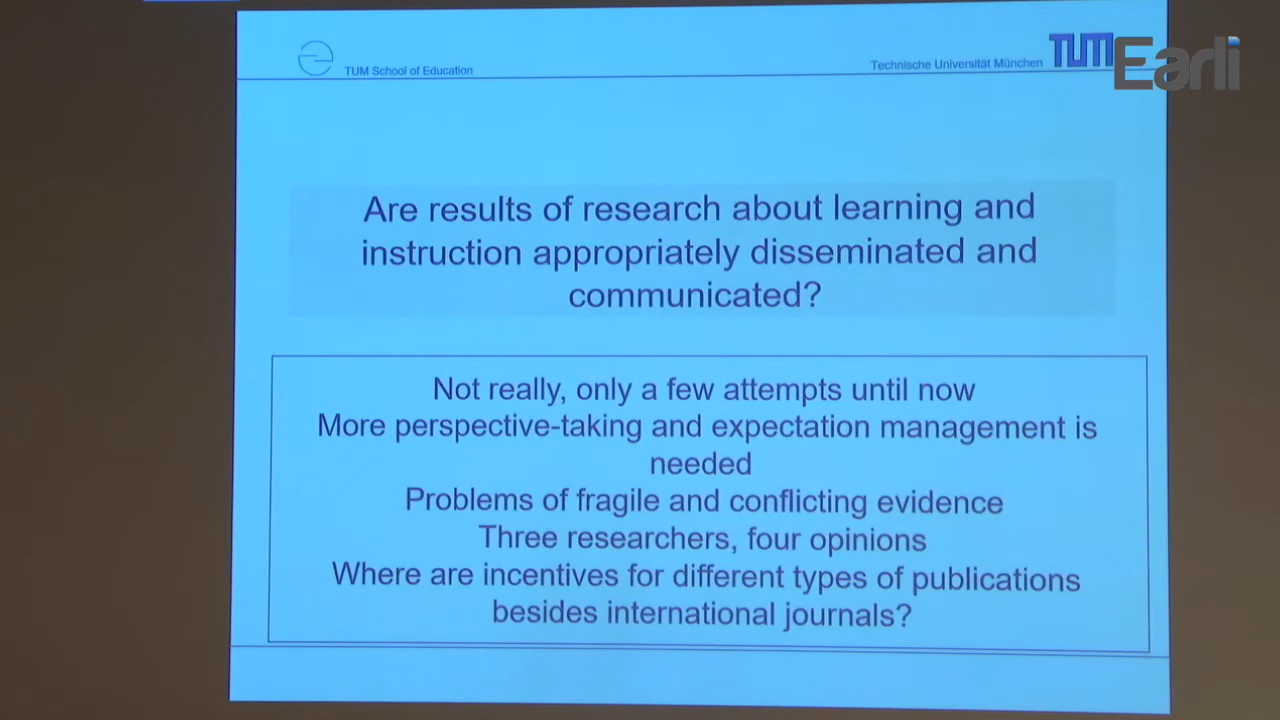 TUM School of Education
Technische Universität München
TUM
Earli
Are results of research about learning and
instruction appropriately disseminated and
communicated?
Not really, only a few attempts until now
More perspective-taking and expectation management is
needed
Problems of fragile and conflicting evidence
Three researchers, four opinions
Where are incentives for different types of publications
besides international journals?